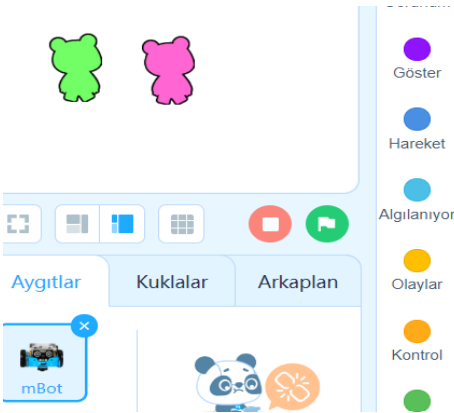 Göster
Hareket
Algılanıyor
Olaylar
Kontrol
Aygıtlar
Kuklalar
Arkaplan
mBot